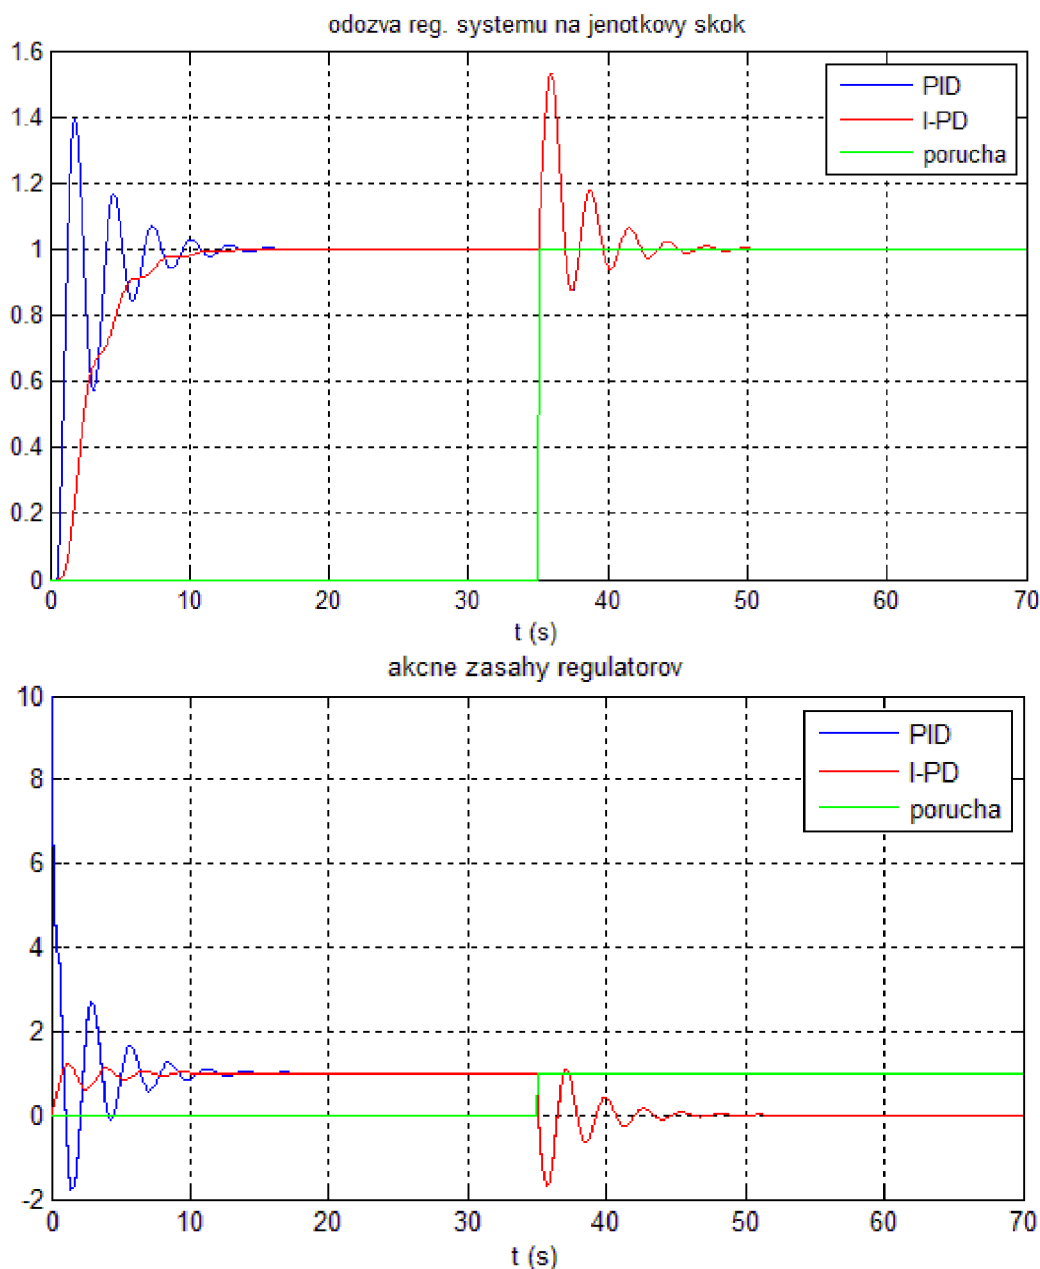 odozva reg. systemu na jenotkovy skok
1.6
1.4
1.2
1
0.8
0.6
0.4
0.2
0
PID
I-PD
porucha
0 10 20 30 40 50 60 70
t (s)
akcne zasahy regulatorov
10
8
6
4
2
0
-2
PID
I-PD
porucha
0 10 20 30 40 50 60 70
t (s)